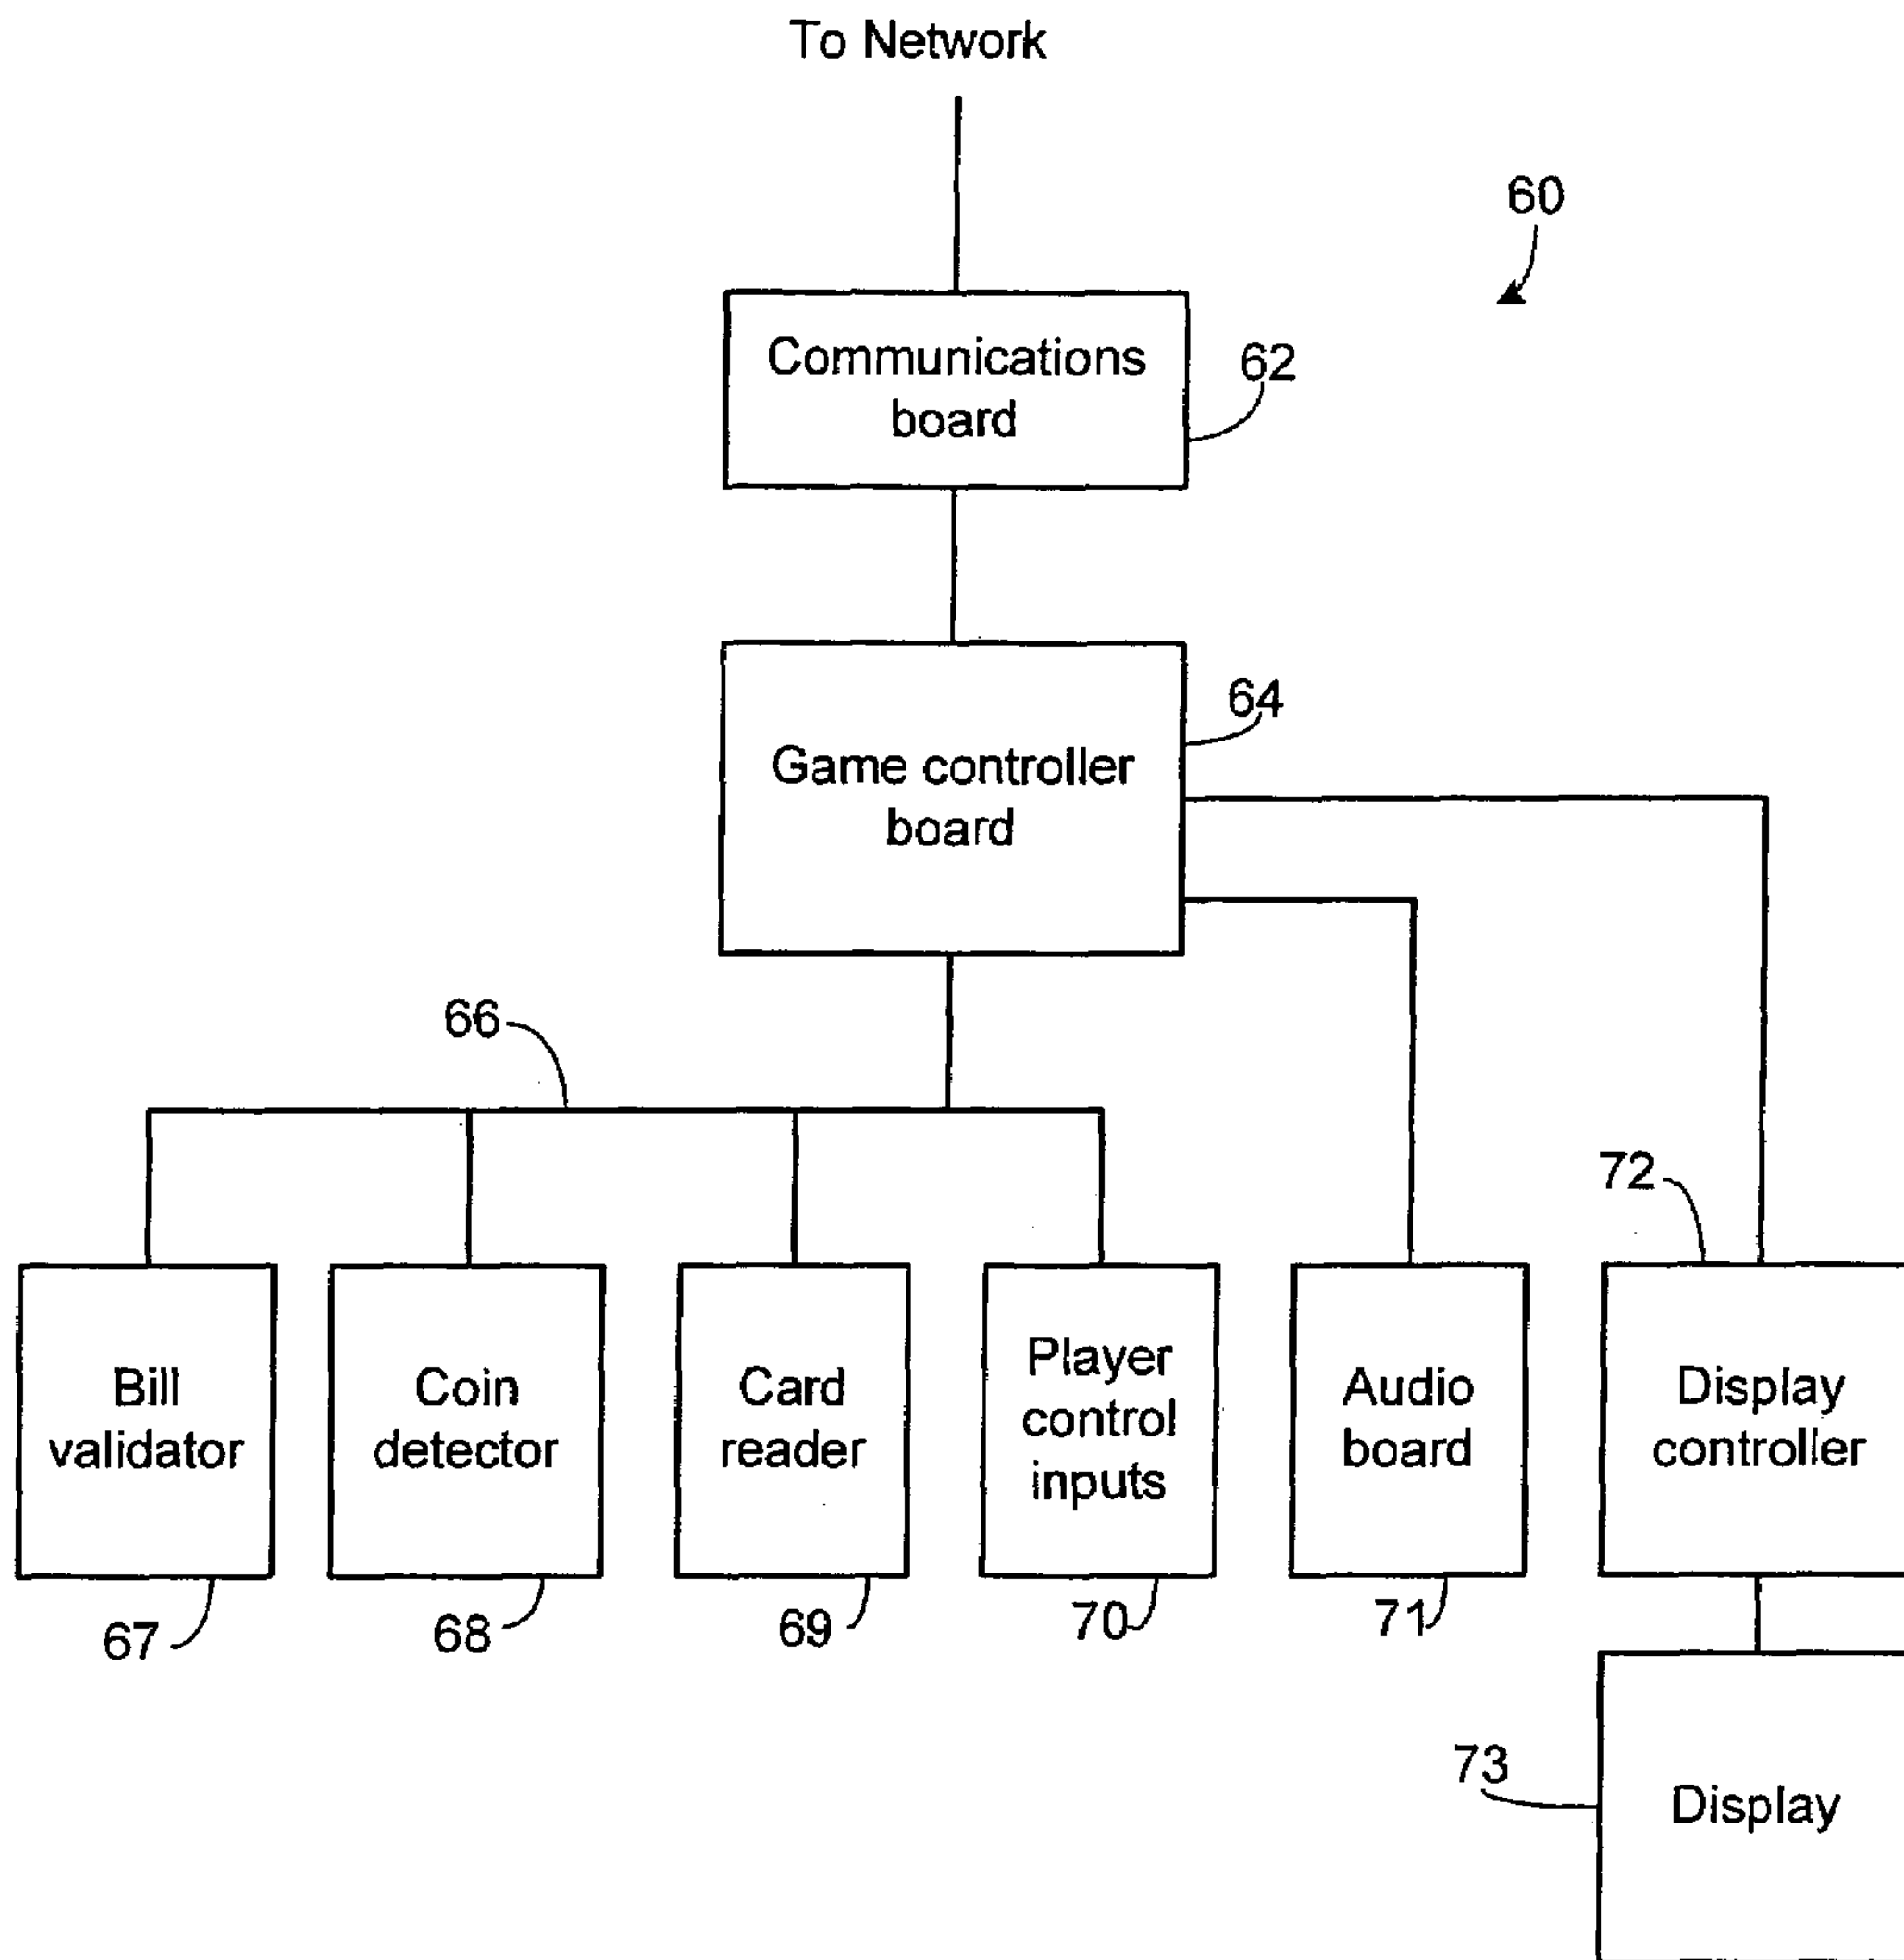 To Network
60
Communications
board
62
64
Game controller
board
66
72
Bill
validator
Coin
detector
Card
reader
Player
control
inputs
Audio
board
Display
controller
67
68
69
70
71
73
Display